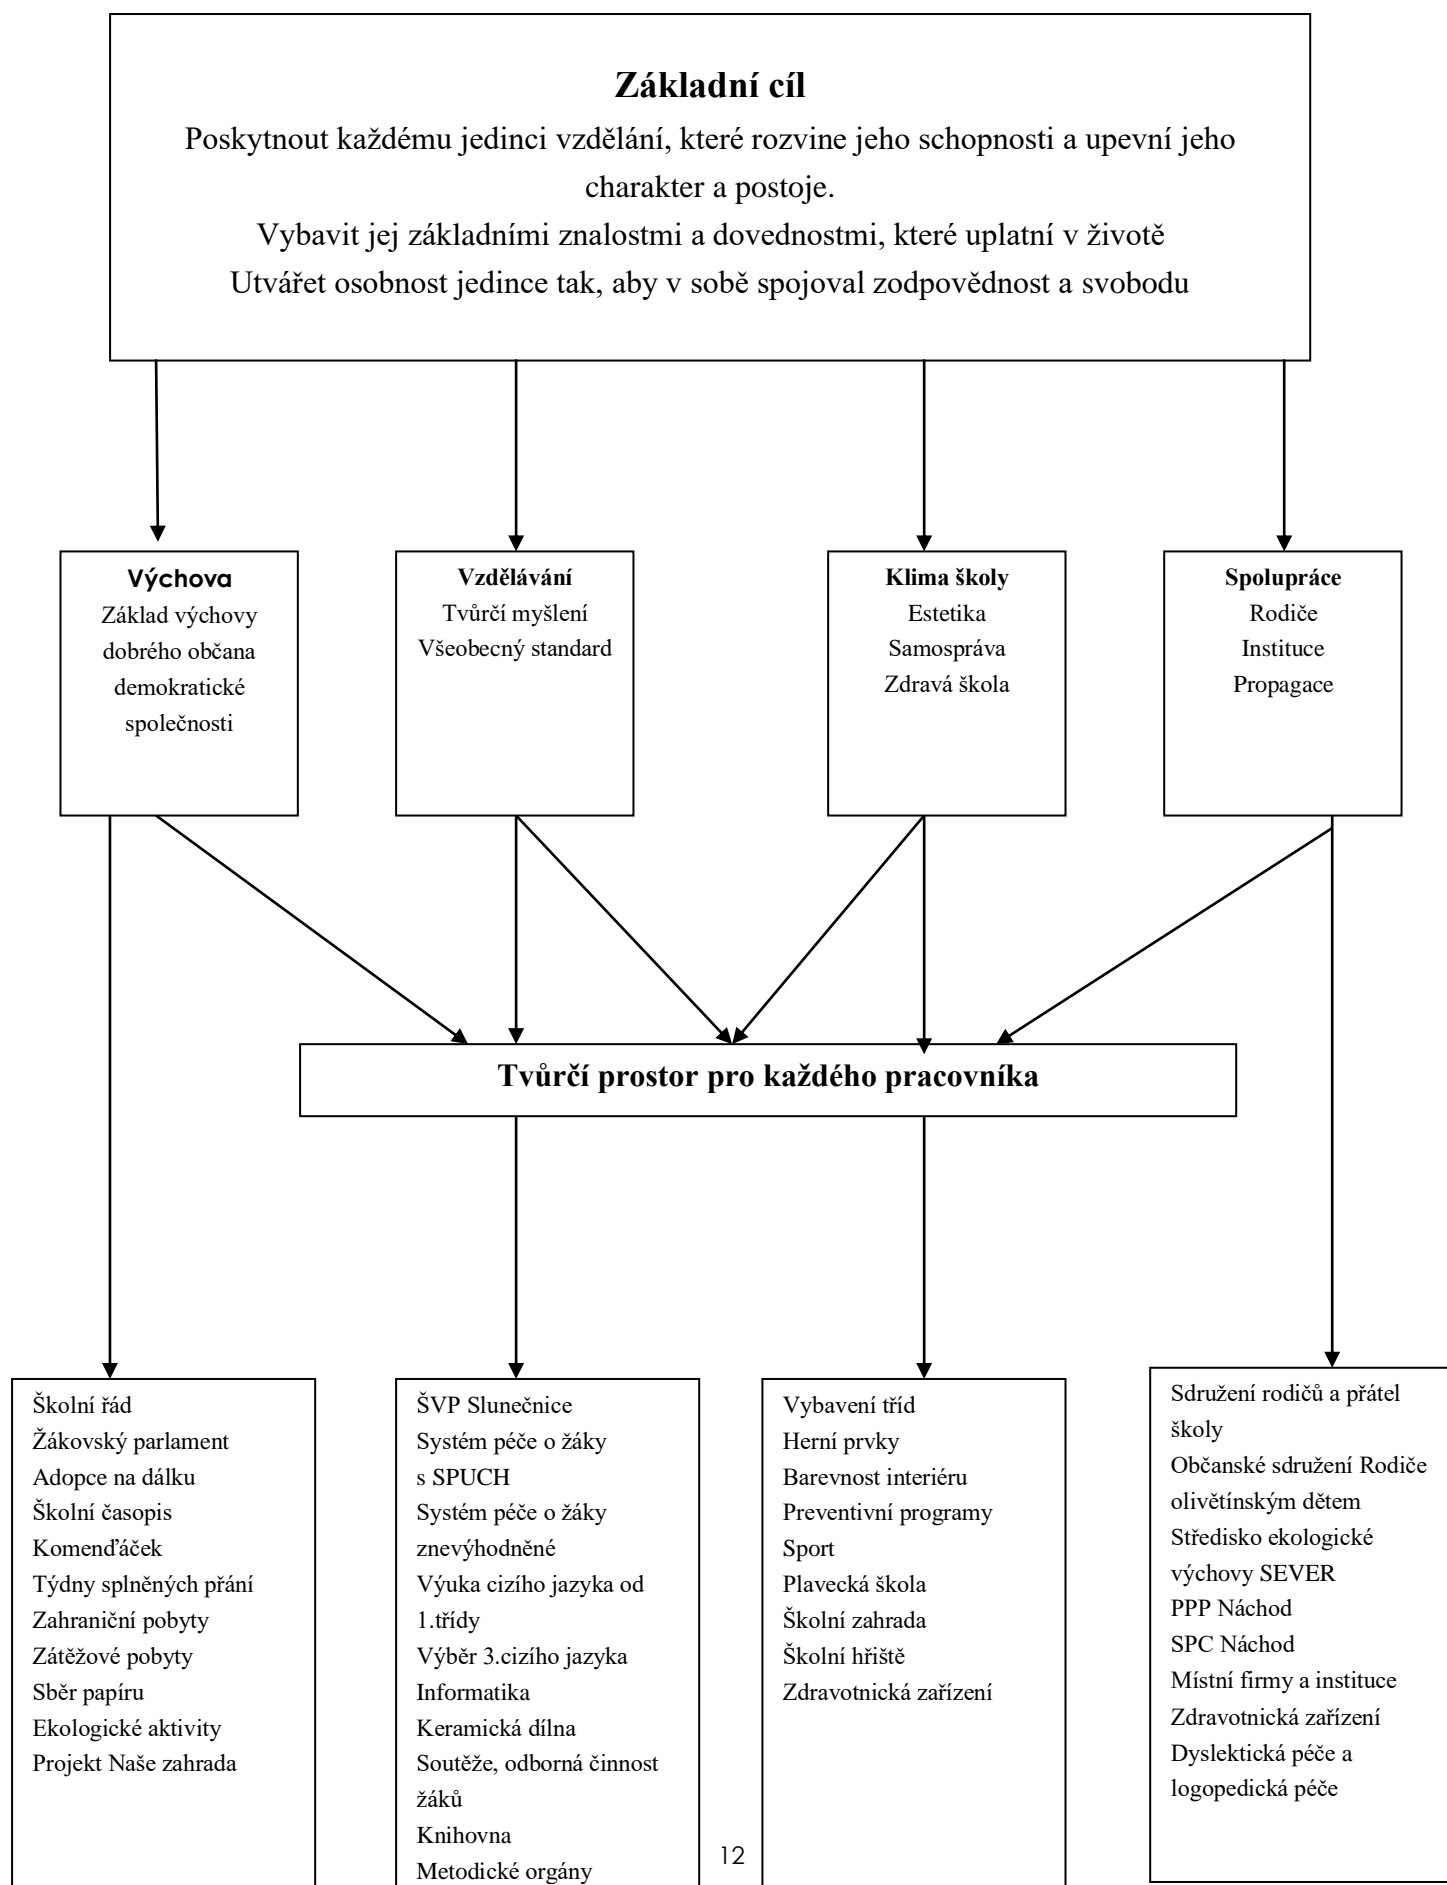 Základní cíl
Poskytnout každému jedinci vzdělání, které rozvine jeho schopnosti a upevní jeho
charakter a postoje.
Vybavit jej základními znalostmi a dovednostmi, které uplatní v životě
Utvářet osobnost jedince tak, aby v sobě spojoval zodpovědnost a svobodu
Výchova
Základ výchovy
dobrého občana
demokratické
společnosti
Vzdělávání
Tvůrčí myšlení
Všeobecný standard
Klima školy
Estetika
Samospráva
Zdravá škola
Spolupráce
Rodiče
Instituce
Propagace
Tvůrčí prostor pro každého pracovníka
Školní řád
Žákovský parlament
Adopce na dálku
Školní časopis
Komenďáček
Týdny splněných přání
Zahraniční pobyty
Zátěžové pobyty
Sběr papíru
Ekologické aktivity
Projekt Naše zahrada
ŠVP Slunečnice
Systém péče o žáky
s SPUCH
Systém péče o žáky
znevýhodněné
Výuka cizího jazyka od
1.třídy
Výběr 3.cizího jazyka
Informatika
Keramická dílna
Soutěže, odborná činnost
žáků
Knihovna
Metodické orgány
Vybavení tříd
Herní prvky
Barevnost interiéru
Preventivní programy
Sport
Plavecká škola
Školní zahrada
Školní hřiště
Zdravotnická zařízení
Sdružení rodičů a přátel
školy
Občanské sdružení Rodiče
olivětínským dětem
Středisko ekologické
výchovy SEVER
PPP Náchod
SPC Náchod
Místní firmy a instituce
Zdravotnická zařízení
Dyslektická péče a
logopedická péče
12